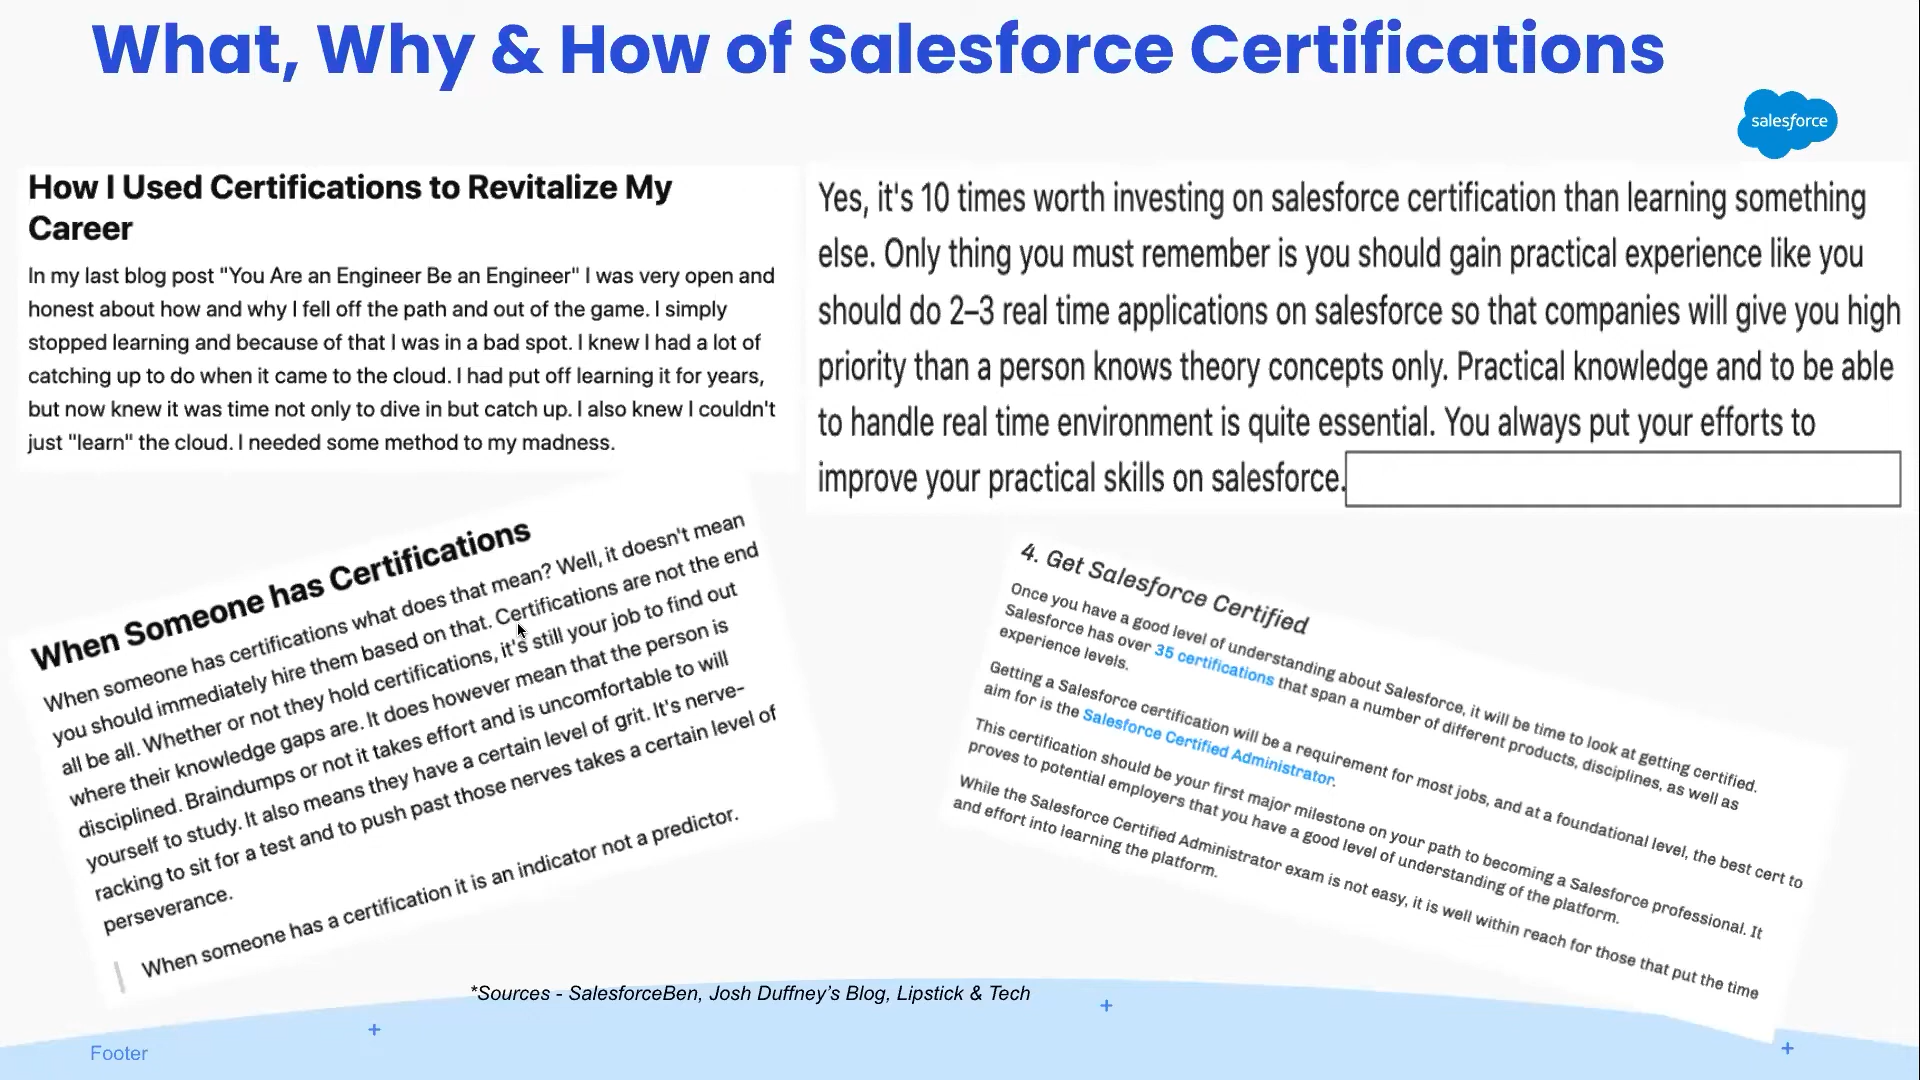 What, Why & How of Salesforce Certifications
salesforce
How I Used Certifications to Revitalize My
Career
In my last blog post "You Are an Engineer Be an Engineer" I was very open and
honest about how and why I fell off the path and out of the game. I simply
stopped learning and because of that I was in a bad spot. I knew I had a lot of
catching up to do when it came to the cloud. I had put off learning it for years,
but now knew it was time not only to dive in but catch up. I also knew I couldn't
just "learn" the cloud. I needed some method to my madness.
Yes, it's 10 times worth investing on salesforce certification than learning something
else. Only thing you must remember is you should gain practical experience like you
should do 2–3 real time applications on salesforce so that companies will give you high
priority than a person knows theory concepts only. Practical knowledge and to be able
to handle real time environment is quite essential. You always put your efforts to
improve your practical skills on salesforce.
When Someone has Certifications
When someone has certifications what does that mean? Well, it doesn't mean
you should immediately hire them based on that. Certifications are not the end
all be all. Whether or not they hold certifications, it's still your job to find out
where their knowledge gaps are. It does however mean that the person is
disciplined. Braindumps or not it takes effort and is uncomfortable to will
yourself to study. It also means they have a certain level of grit. It's nerve-
racking to sit for a test and to push past those nerves takes a certain level of
perseverance.
When someone has a certification it is an indicator not a predictor.
4. Get Salesforce Certified
Once you have a good level of understanding about Salesforce, it will be time to look at getting certified.
Salesforce has over 35 certifications that span a number of different products, disciplines, as well as
experience levels.
Getting a Salesforce certification will be a requirement for most jobs, and at a foundational level, the best cert to
aim for is the Salesforce Certified Administrator.
This certification should be your first major milestone on your path to becoming a Salesforce professional. It
proves to potential employers that you have a good level of understanding of the platform.
While the Salesforce Certified Administrator exam is not easy, it is well within reach for those that put the time
and effort into learning the platform.
*Sources - SalesforceBen, Josh Duffney's Blog, Lipstick & Tech
Footer